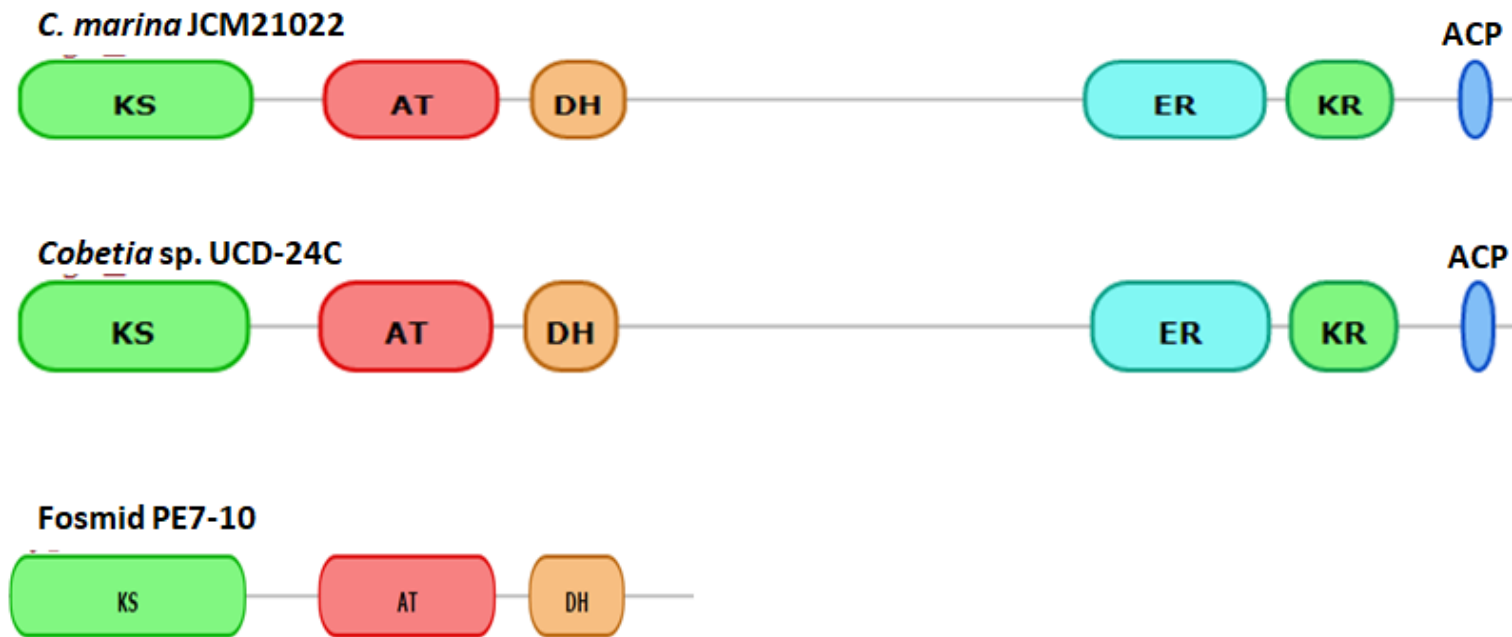 C. marina JCM21022
ACP
KS AT DH ER KR
Cobetia sp. UCD-24C
ACP
KS AT DH ER KR
Fosmid PE7-10
KS AT DH